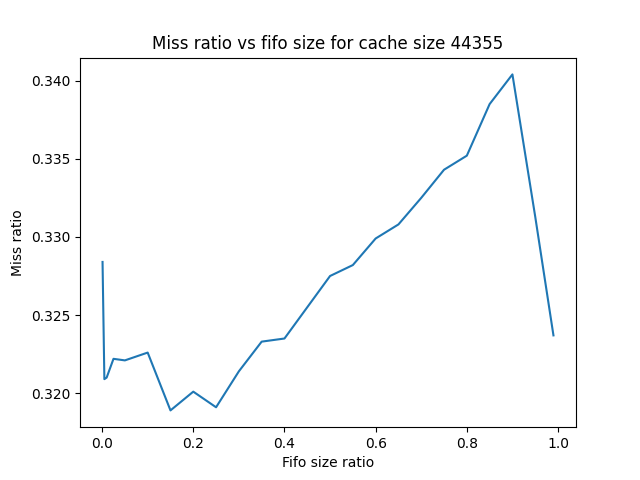 Miss ratio vs fifo size for cache size 44355
0.340
0.335
0.330
0.325
0.320
Miss ratio
0.0 0.2 0.4 0.6 0.8 1.0
Fifo size ratio